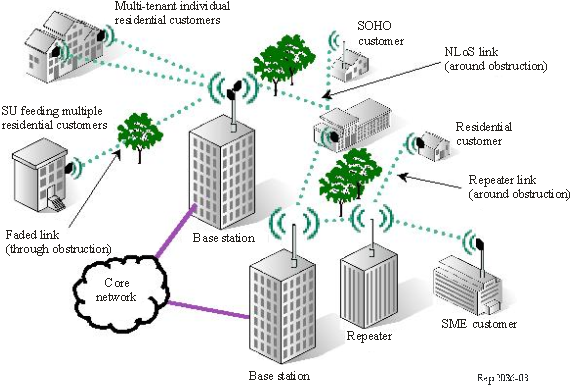 Multi-tenant individual
residential customers
SOHO
customer
NLoS link
(around obstruction)
SU feeding multiple
residential customers
Residential
customer
Repeater link
(around obstruction)
Faded link
(through obstruction)
Base station
Core
network
SME customer
Repeater
Base station